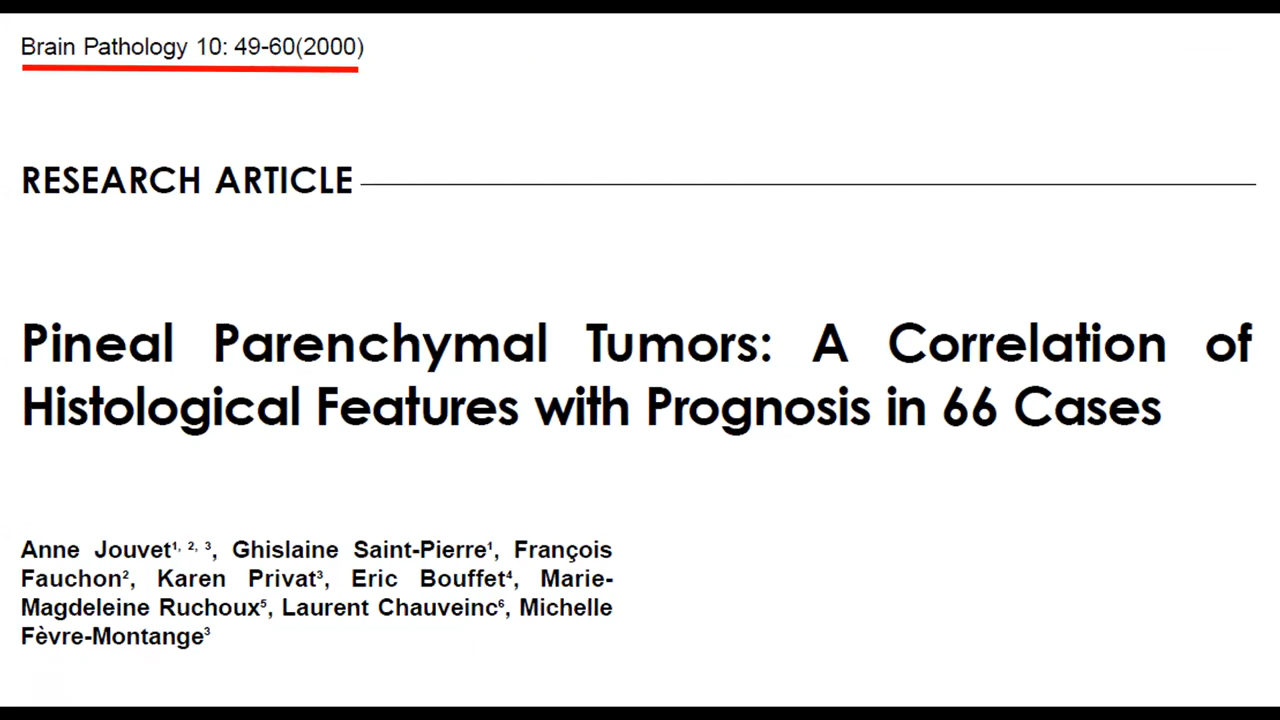 Brain Pathology 10: 49-60(2000)
RESEARCH ARTICLE
Pineal Parenchymal Tumors: A Correlation of
Histological Features with Prognosis in 66 Cases
Anne Jouvet¹, ², ³, Ghislaine Saint-Pierre¹, François
Fauchon², Karen Privat³, Eric Bouffet⁴, Marie-
Magdeleine Ruchoux⁵, Laurent Chauveinc⁶, Michelle
Fèvre-Montange³